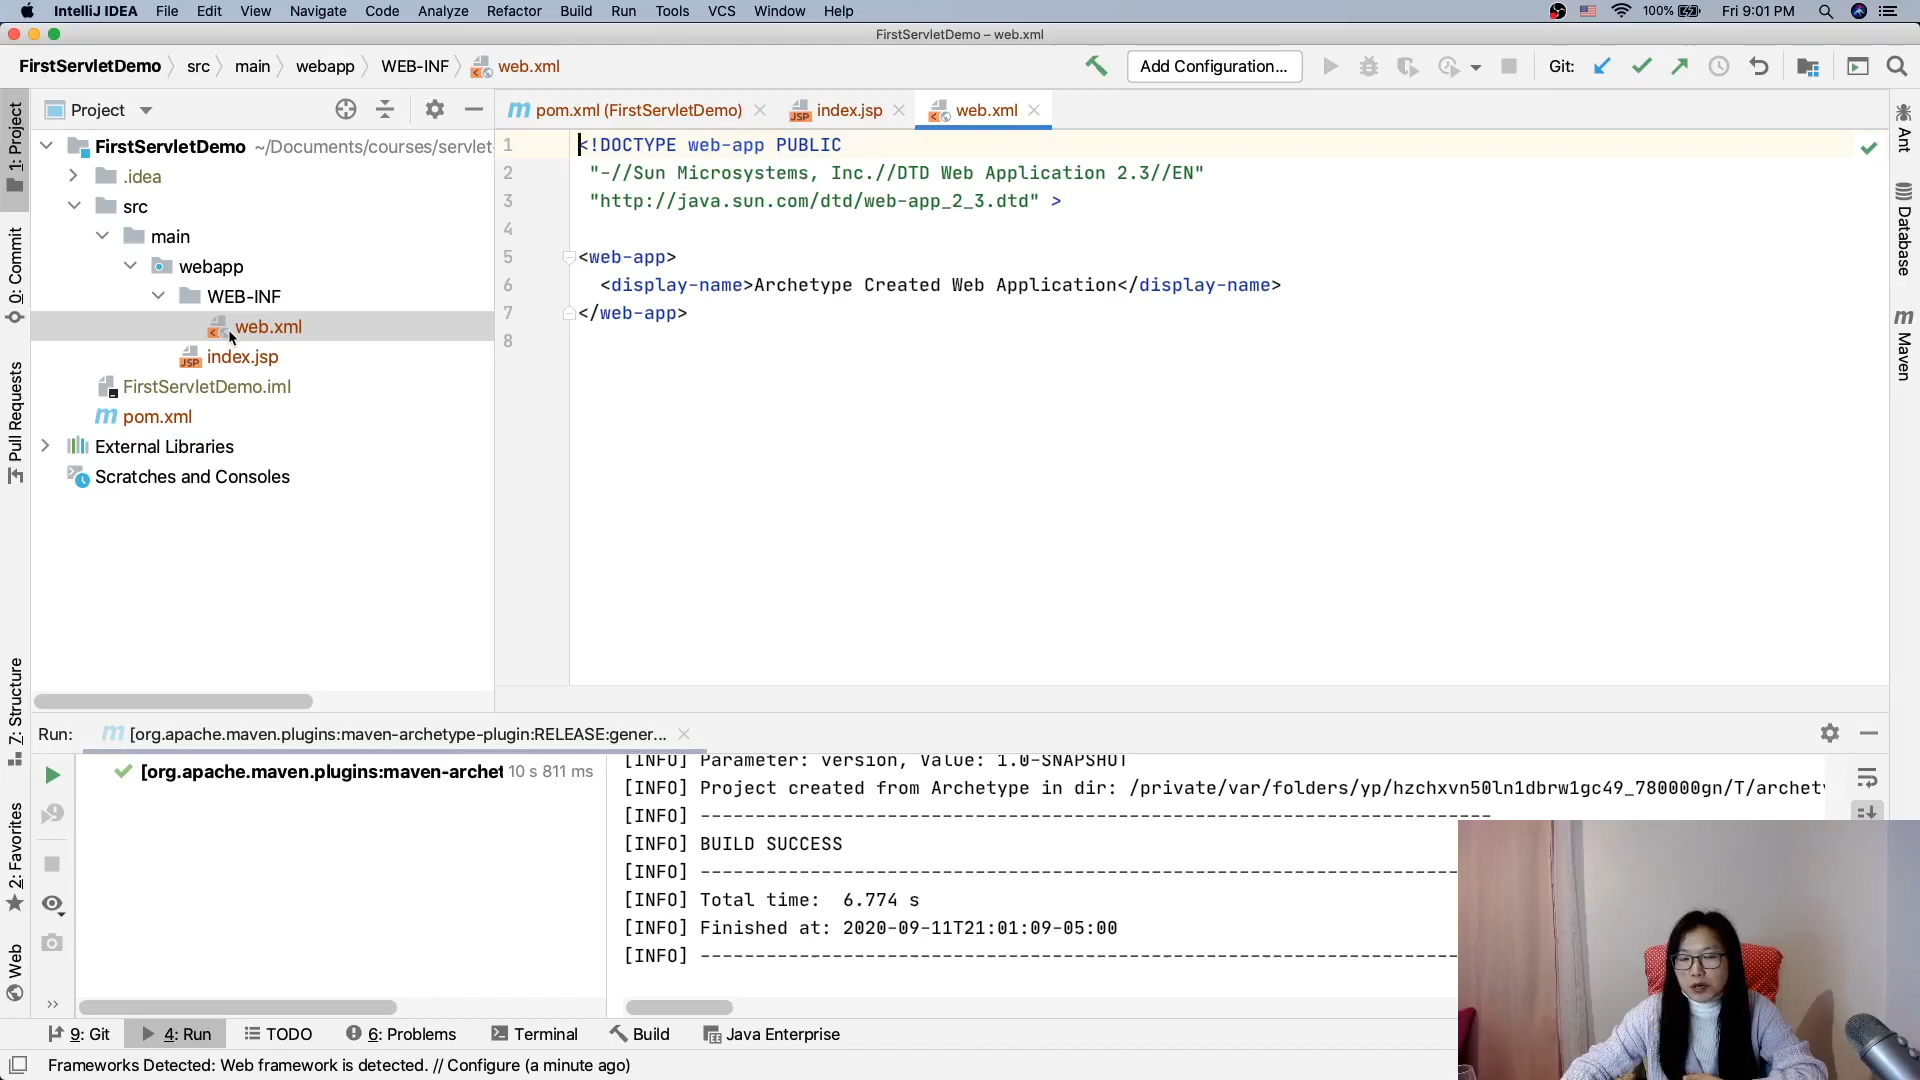 IntelliJ IDEA File Edit View Navigate Code Analyze Refactor Build Run Tools VCS Window Help 100% Fri 9:01 PM
FirstServletDemo – web.xml
FirstServletDemo src main webapp WEB-INF web.xml Add Configuration... Git:
Project
pom.xml (FirstServletDemo) index.jsp web.xml
FirstServletDemo ~/Documents/courses/servlet
.idea
src
main
webapp
WEB-INF
web.xml
index.jsp
FirstServletDemo.iml
pom.xml
External Libraries
Scratches and Consoles
1 <!DOCTYPE web-app PUBLIC
2 "-//Sun Microsystems, Inc.//DTD Web Application 2.3//EN"
3 "http://java.sun.com/dtd/web-app_2_3.dtd" >
4
5 <web-app>
6 <display-name>Archetype Created Web Application</display-name>
7 </web-app>
8
1: Project
0: Commit
Pull Requests
Z: Structure
2: Favorites
Web
Ant
Database
m Maven
Run: [org.apache.maven.plugins:maven-archetype-plugin:RELEASE:gener...
[org.apache.maven.plugins:maven-archet 10 s 811 ms
[INFO] Parameter: version, Value: 1.0-SNAPSHOT
[INFO] Project created from Archetype in dir: /private/var/folders/yp/hzchxvn50ln1dbrw1gc49_780000gn/T/archet
[INFO] ------------------------------------------------------------------------
[INFO] BUILD SUCCESS
[INFO] ------------------------------------------------------------------------
[INFO] Total time:  6.774 s
[INFO] Finished at: 2020-09-11T21:01:09-05:00
[INFO] ------------------------------------------------------------------------
9: Git 4: Run TODO 6: Problems Terminal Build Java Enterprise
Frameworks Detected: Web framework is detected. // Configure (a minute ago)